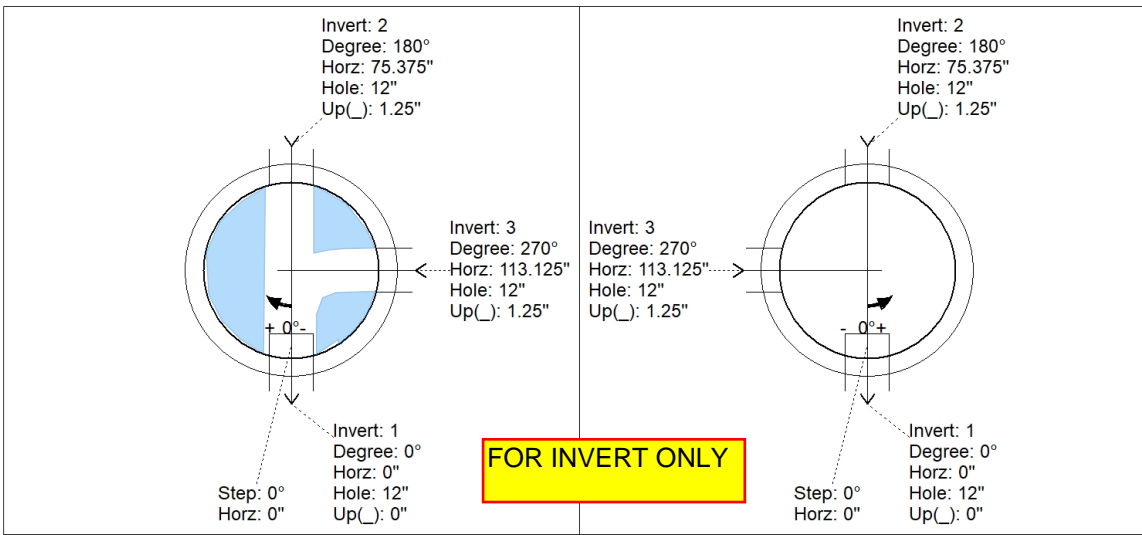 Invert: 2
Degree: 180°
Horz: 75.375"
Hole: 12"
Up(_): 1.25"
Invert: 3
Degree: 270°
Horz: 113.125"
Hole: 12"
Up(_): 1.25"
+ 0°-
Invert: 1
Degree: 0°
Horz: 0"
Hole: 12"
Up(_): 0"
Step: 0°
Horz: 0"
FOR INVERT ONLY
Invert: 2
Degree: 180°
Horz: 75.375"
Hole: 12"
Up(_): 1.25"
Invert: 3
Degree: 270°
Horz: 113.125"
Hole: 12"
Up(_): 1.25"
- 0°+
Invert: 1
Degree: 0°
Horz: 0"
Hole: 12"
Up(_): 0"
Step: 0°
Horz: 0"